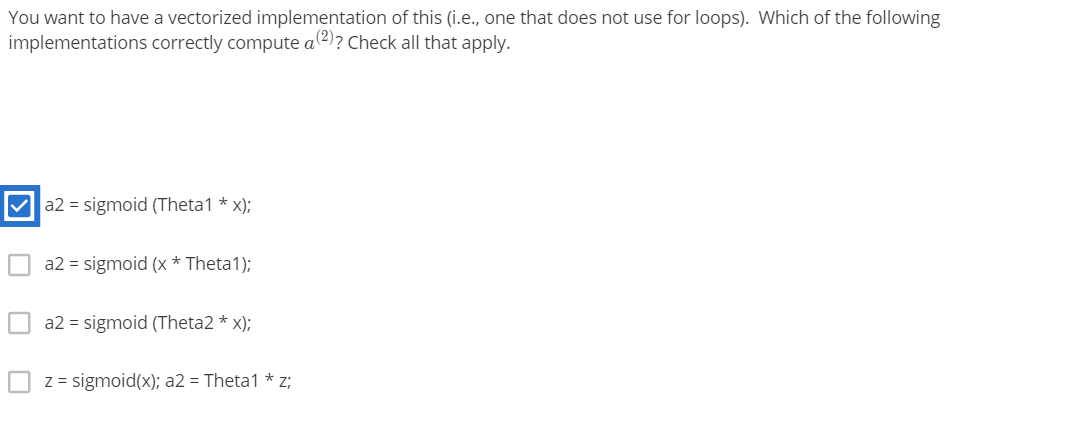 You want to have a vectorized implementation of this (i.e., one that does not use for loops).  Which of the following
implementations correctly compute a^(2)? Check all that apply.
a2 = sigmoid (Theta1 * x);
a2 = sigmoid (x * Theta1);
a2 = sigmoid (Theta2 * x);
z = sigmoid(x); a2 = Theta1 * z;